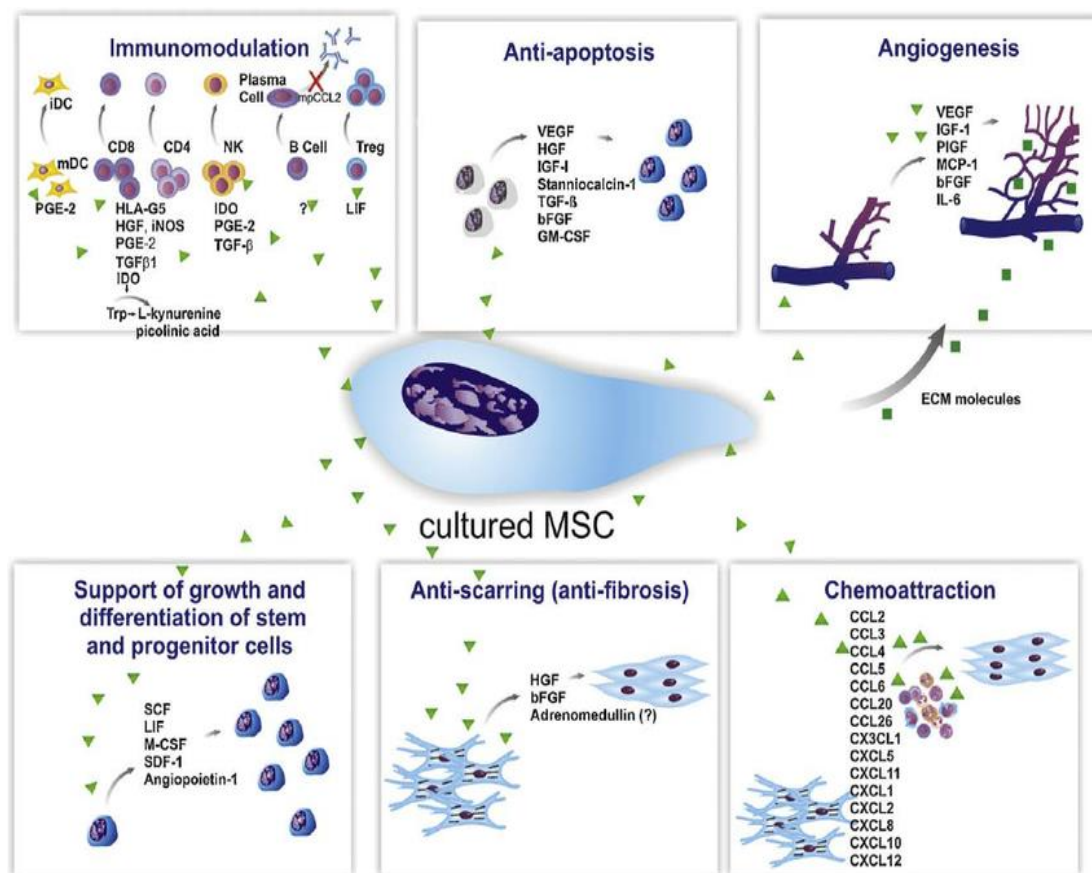 Immunomodulation
iDC
Plasma
Cell
mpCCL2
mDC
CD8
CD4
NK
B Cell
Treg
PGE-2
HLA-G5
HGF, iNOS
PGE-2
TGFβ1
IDO
IDO
PGE-2
TGF-β
?
LIF
Trp→L-kynurenine
picolinic acid
Anti-apoptosis
VEGF
HGF
IGF-I
Stanniocalcin-1
TGF-ß
bFGF
GM-CSF
Angiogenesis
VEGF
IGF-1
PIGF
MCP-1
bFGF
IL-6
ECM molecules
cultured MSC
Support of growth and
differentiation of stem
and progenitor cells
SCF
LIF
M-CSF
SDF-1
Angiopoietin-1
Anti-scarring (anti-fibrosis)
HGF
bFGF
Adrenomedullin (?)
Chemoattraction
CCL2
CCL3
CCL4
CCL5
CCL6
CCL20
CCL26
CX3CL1
CXCL5
CXCL11
CXCL1
CXCL2
CXCL8
CXCL10
CXCL12